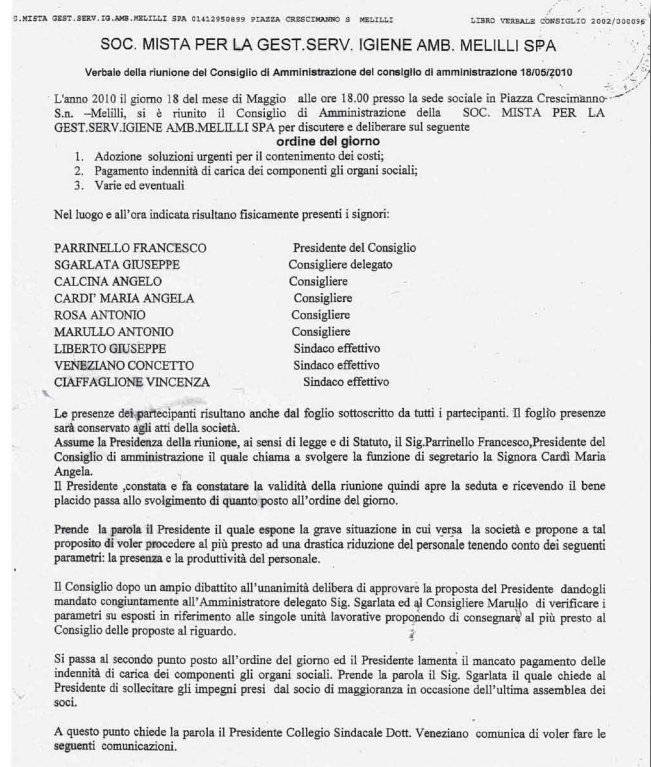 S.MISTA GEST.SERV.IG.AMB.MELILLI SPA 01412950899 PIAZZA CRESCIMANNO S MELILLI LIBRO VERBALE CONSIGLIO 2002/000096
SOC. MISTA PER LA GEST.SERV. IGIENE AMB. MELILLI SPA
Verbale della riunione del Consiglio di Amministrazione del consiglio di amministrazione 18/05/2010
L'anno 2010 il giorno 18 del mese di Maggio alle ore 18.00 presso la sede sociale in Piazza Crescimanno
S.n. –Melilli, si è riunito il Consiglio di Amministrazione della SOC. MISTA PER LA
GEST.SERV.IGIENE AMB.MELILLI SPA per discutere e deliberare sul seguente
ordine del giorno
1. Adozione soluzioni urgenti per il contenimento dei costi;
2. Pagamento indennità di carica dei componenti gli organi sociali;
3. Varie ed eventuali
Nel luogo e all'ora indicata risultano fisicamente presenti i signori:
PARRINELLO FRANCESCO Presidente del Consiglio
SGARLATA GIUSEPPE Consigliere delegato
CALCINA ANGELO Consigliere
CARDI' MARIA ANGELA Consigliere
ROSA ANTONIO Consigliere
MARULLO ANTONIO Consigliere
LIBERTO GIUSEPPE Sindaco effettivo
VENEZIANO CONCETTO Sindaco effettivo
CIAFFAGLIONE VINCENZA Sindaco effettivo
Le presenze dei partecipanti risultano anche dal foglio sottoscritto da tutti i partecipanti. Il foglio presenze
sarà conservato agli atti della società.
Assume la Presidenza della riunione, ai sensi di legge e di Statuto, il Sig.Parrinello Francesco,Presidente del
Consiglio di amministrazione il quale chiama a svolgere la funzione di segretario la Signora Cardì Maria
Angela.
Il Presidente ,constata e fa constatare la validità della riunione quindi apre la seduta e ricevendo il bene
placido passa allo svolgimento di quanto posto all'ordine del giorno.
Prende la parola il Presidente il quale espone la grave situazione in cui versa la società e propone a tal
proposito di voler procedere al più presto ad una drastica riduzione del personale tenendo conto dei seguenti
parametri: la presenza e la produttività del personale.
Il Consiglio dopo un ampio dibattito all'unanimità delibera di approvare la proposta del Presidente dandogli
mandato congiuntamente all'Amministratore delegato Sig. Sgarlata ed al Consigliere Marullo di verificare i
parametri su esposti in riferimento alle singole unità lavorative proponendo di consegnare al più presto al
Consiglio delle proposte al riguardo.
Si passa al secondo punto posto all'ordine del giorno ed il Presidente lamenta il mancato pagamento delle
indennità di carica dei componenti gli organi sociali. Prende la parola il Sig. Sgarlata il quale chiede al
Presidente di sollecitare gli impegni presi dal socio di maggioranza in occasione dell'ultima assemblea dei
soci.
A questo punto chiede la parola il Presidente Collegio Sindacale Dott. Veneziano comunica di voler fare le
seguenti comunicazioni.